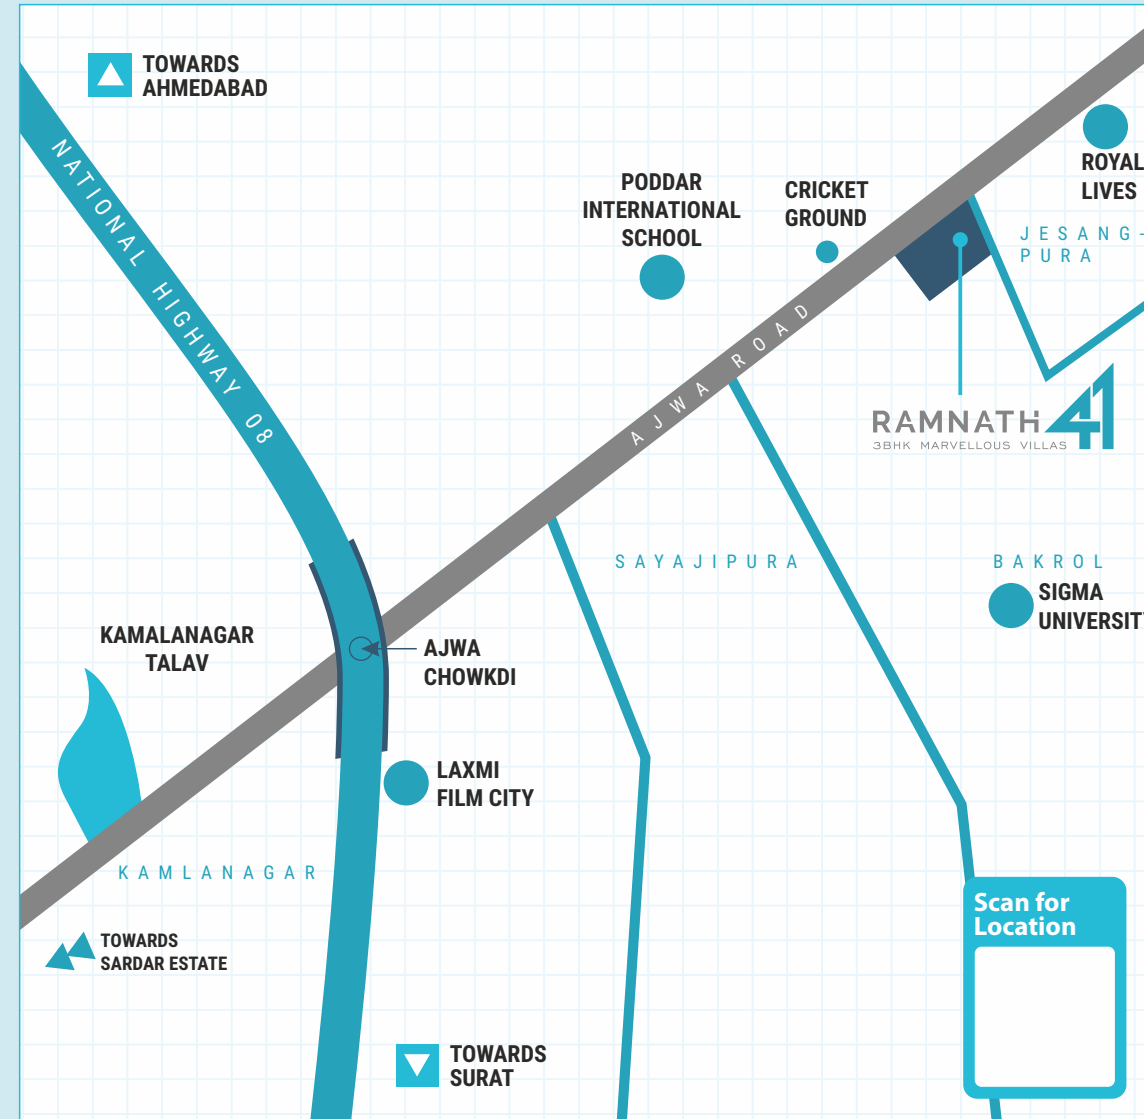 TOWARDS
AHMEDABAD
NATIONAL HIGHWAY 08
PODDAR
INTERNATIONAL
SCHOOL
CRICKET
GROUND
ROYAL
LIVES
JESANG-
PURA
AJWA ROAD
RAMNATH 41
3BHK MARVELLOUS VILLAS
SAYAJIPURA
BAKROL
SIGMA
UNIVERSITY
KAMALANAGAR
TALAV
AJWA
CHOWKDI
LAXMI
FILM CITY
KAMLANAGAR
TOWARDS
SARDAR ESTATE
Scan for
Location
TOWARDS
SURAT